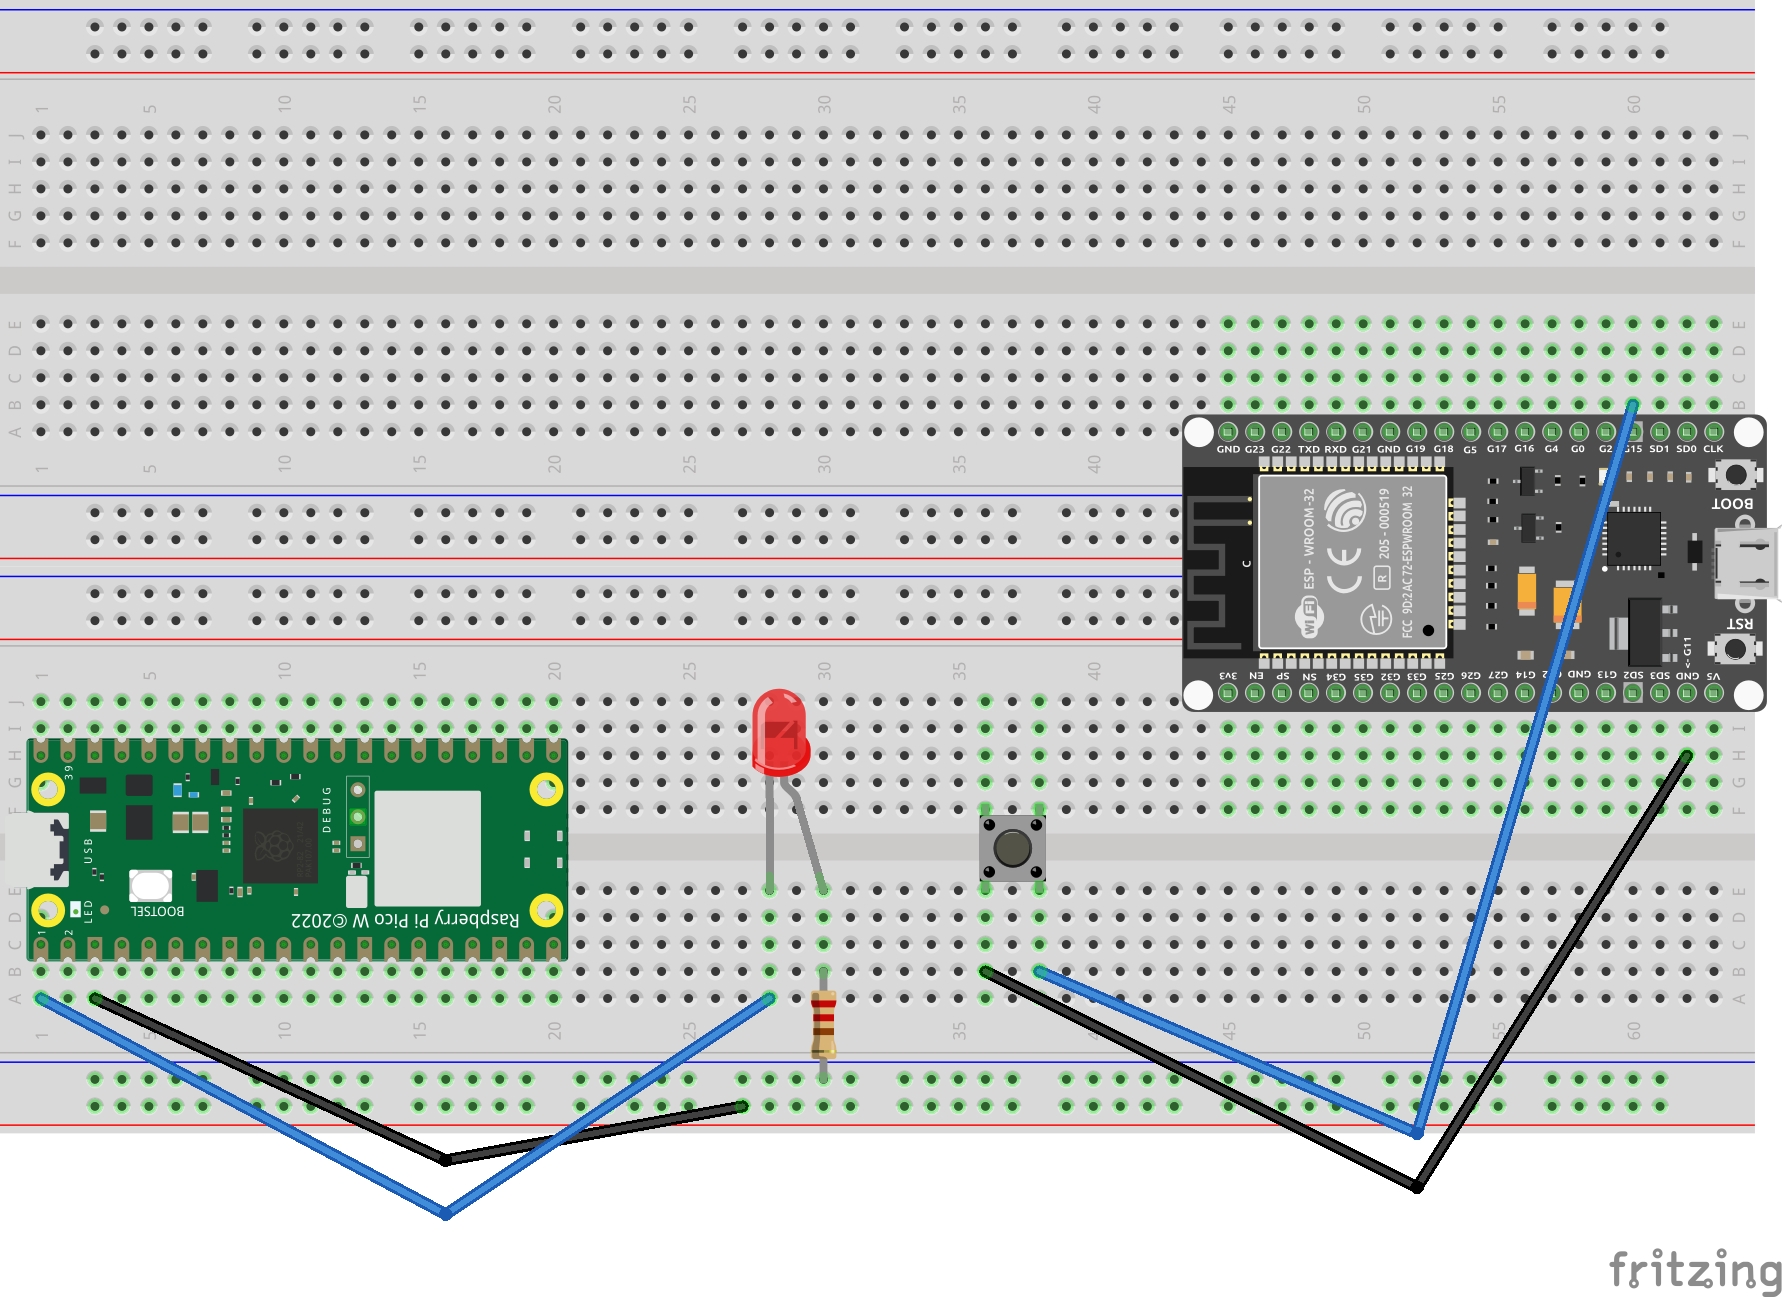 1 5 10 15 20 25 30 35 40 45 50 55 60
J J
I I
H H
G G
F F
E E
D D
C C
B B
A
1 5 10 15 20 25 30 35 40
GND G23 G22 TXD RXD G21 GND G19 G18 G5 G17 G16 G4 G0 G2 G15 SD1 SD0 CLK
BOOT
WiFi ESP - WROOM-32
CE
R 205 - 000519
FCC 9D:2AC72-ESPWROOM 32
C
RST
<-G11
3V3 EN SP SN G34 G35 G32 G33 G25 G26 G27 G14 GND G13 SD2 SD3 GND V5
1 5 10 15 20 25 30 35 40
J
I I
H H
G G
F F
E E
D D
C C
B B
A A
39
USB
DEBUG
BOOTSEL
LED
1 2
Raspberry Pi Pico W ©2022
1 5 10 15 20 25 30 35 40 45 50 55 60
fritzing